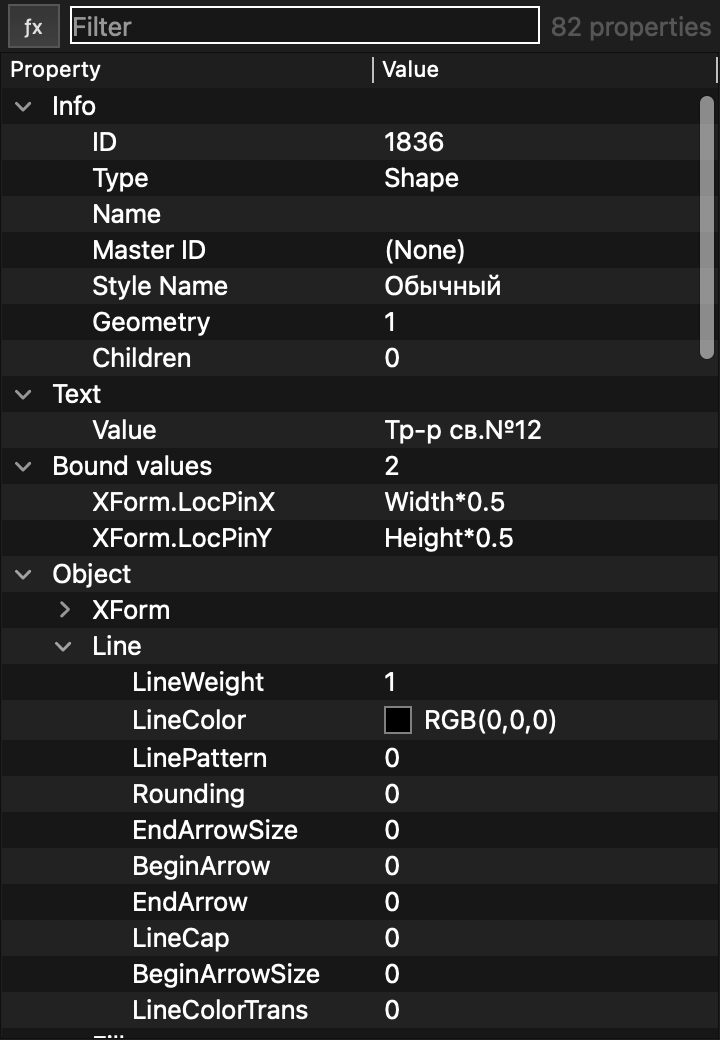 ƒx Filter 82 properties
Property Value
Info
ID 1836
Type Shape
Name
Master ID (None)
Style Name Обычный
Geometry 1
Children 0
Text
Value Тр-р св.№12
Bound values 2
XForm.LocPinX Width*0.5
XForm.LocPinY Height*0.5
Object
XForm
Line
LineWeight 1
LineColor RGB(0,0,0)
LinePattern 0
Rounding 0
EndArrowSize 0
BeginArrow 0
EndArrow 0
LineCap 0
BeginArrowSize 0
LineColorTrans 0